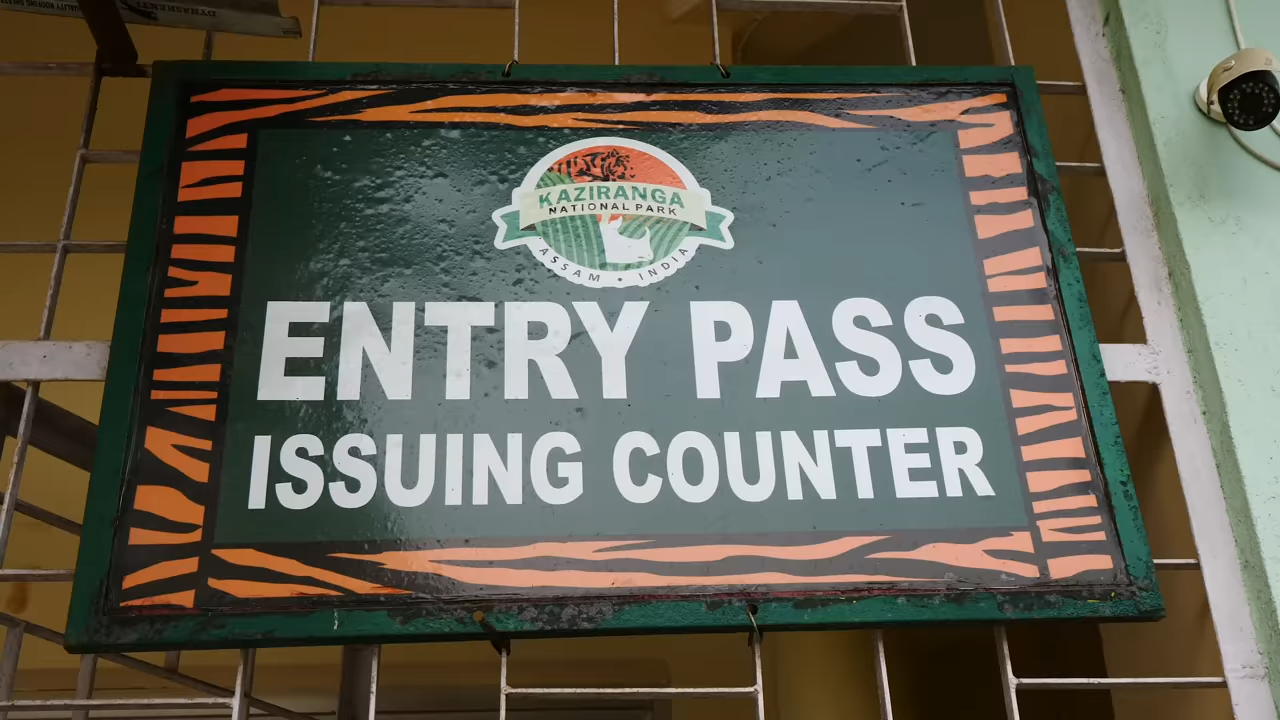 KAZIRANGA
NATIONAL PARK
ASSAM • INDIA
ENTRY PASS
ISSUING COUNTER